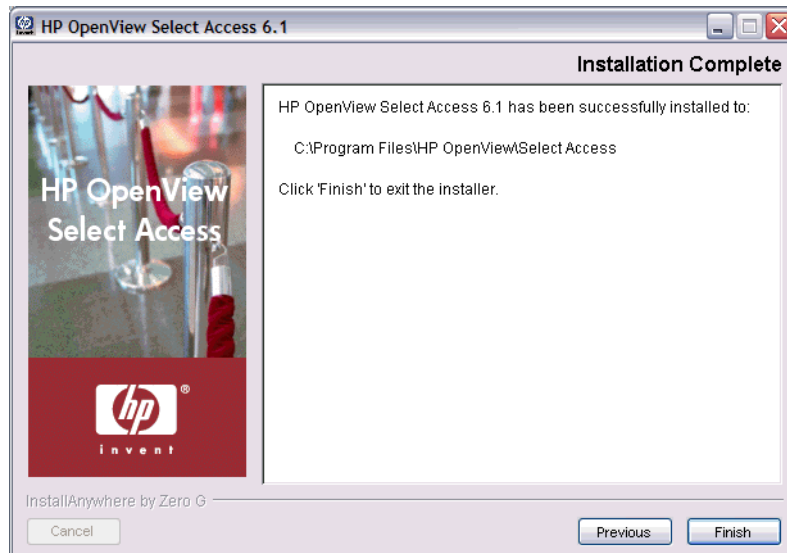 HP OpenView Select Access 6.1
Installation Complete
HP OpenView Select Access 6.1 has been successfully installed to:
C:\Program Files\HP OpenView\Select Access
Click 'Finish' to exit the installer.
HP OpenView
Select Access
hp
®
invent
InstallAnywhere by Zero G
Cancel
Previous
Finish